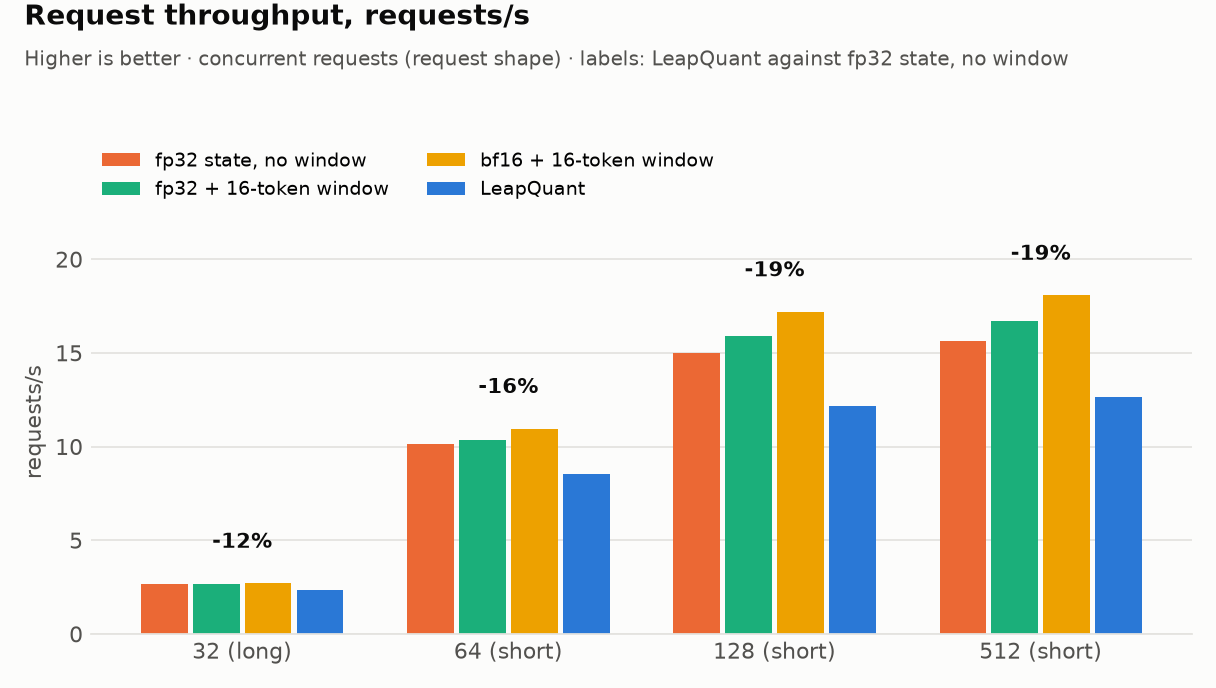 Request throughput, requests/s
Higher is better · concurrent requests (request shape) · labels: LeapQuant against fp32 state, no window
fp32 state, no window
bf16 + 16-token window
fp32 + 16-token window
LeapQuant
requests/s
20
15
10
5
0
-12%
-16%
-19%
-19%
32 (long)
64 (short)
128 (short)
512 (short)